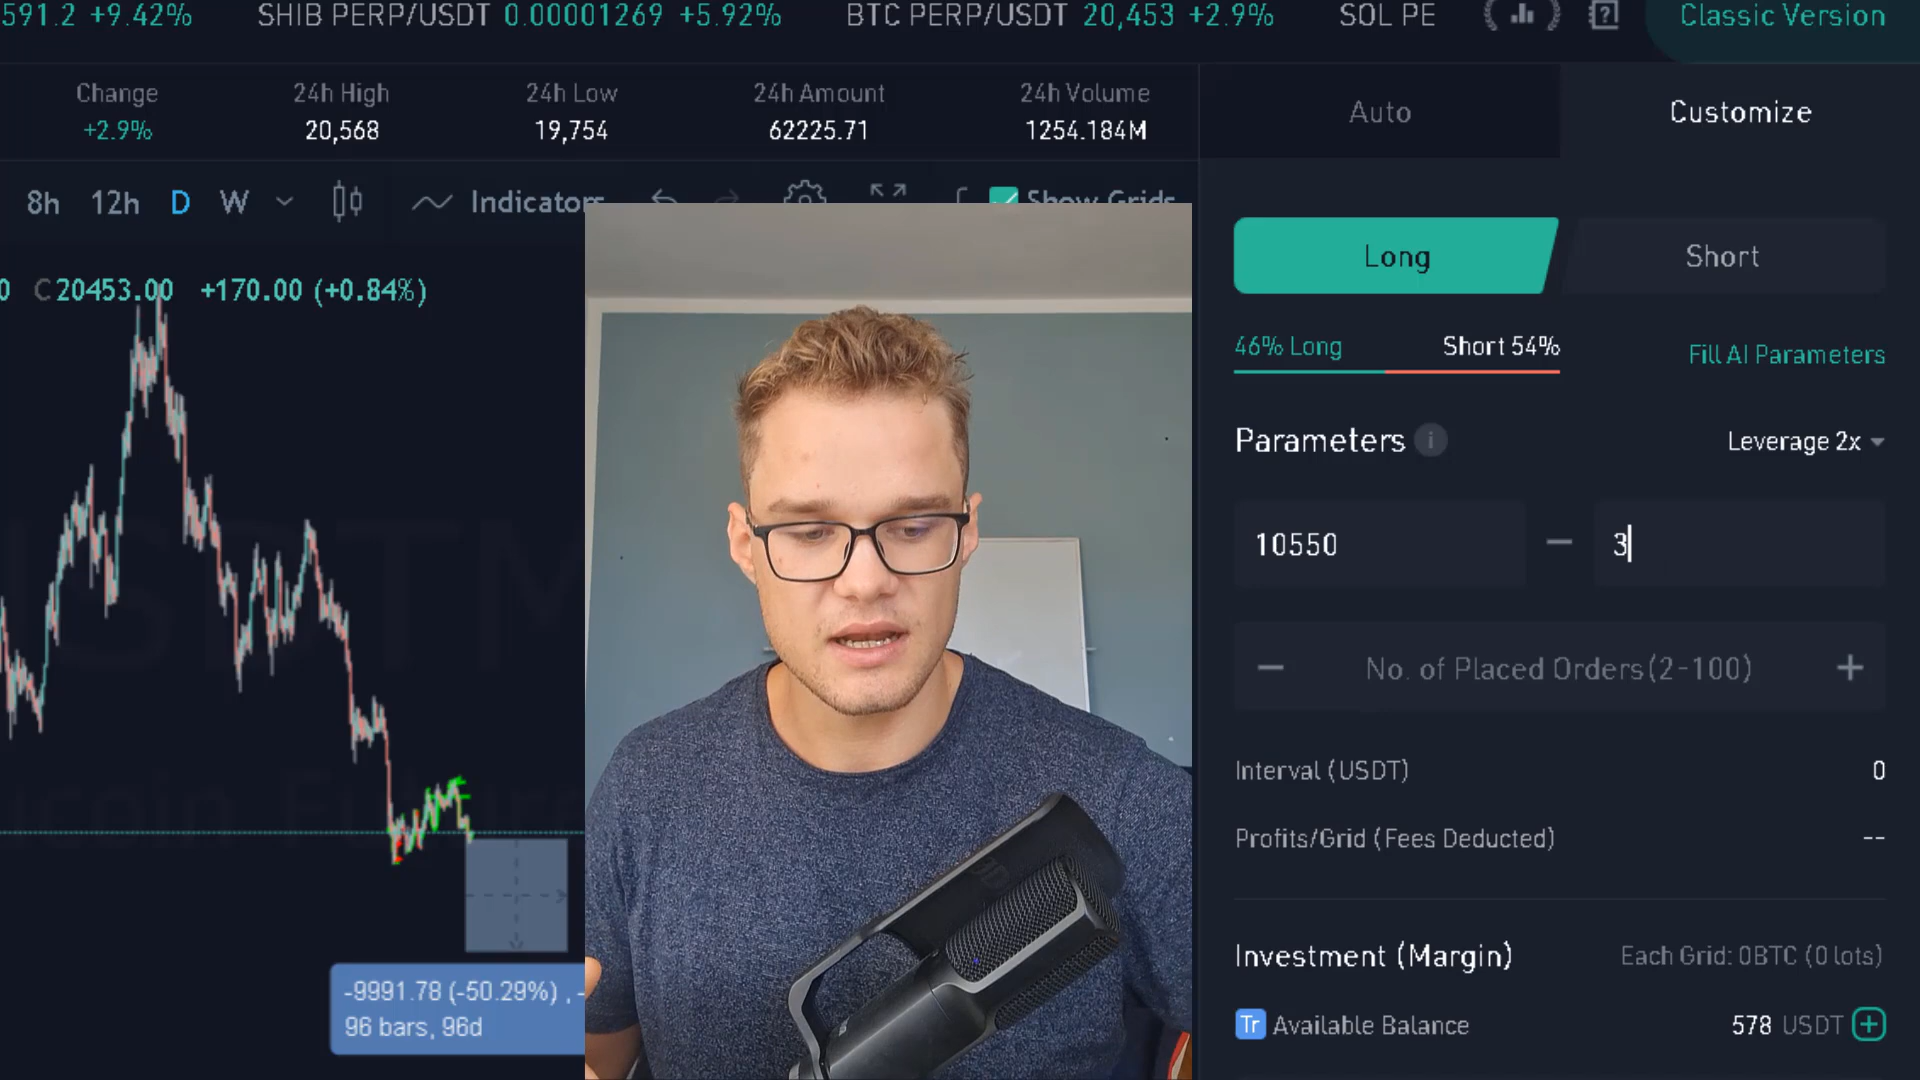 591.2 +9.42% SHIB PERP/USDT 0.00001269 +5.92% BTC PERP/USDT 20,453 +2.9% SOL PE Classic Version
Change 24h High 24h Low 24h Amount 24h Volume
+2.9% 20,568 19,754 62225.71 1254.184M
Auto Customize
8h 12h D W Indicators Show Grids
0 C20453.00 +170.00 (+0.84%)
Long Short
46% Long Short 54% Fill AI Parameters
Parameters i Leverage 2x
10550 — 3
− No. of Placed Orders(2-100) +
Interval (USDT) 0
Profits/Grid (Fees Deducted) --
-9991.78 (-50.29%) , -
96 bars, 96d
Investment (Margin) Each Grid: 0BTC (0 lots)
Tr Available Balance 578 USDT +